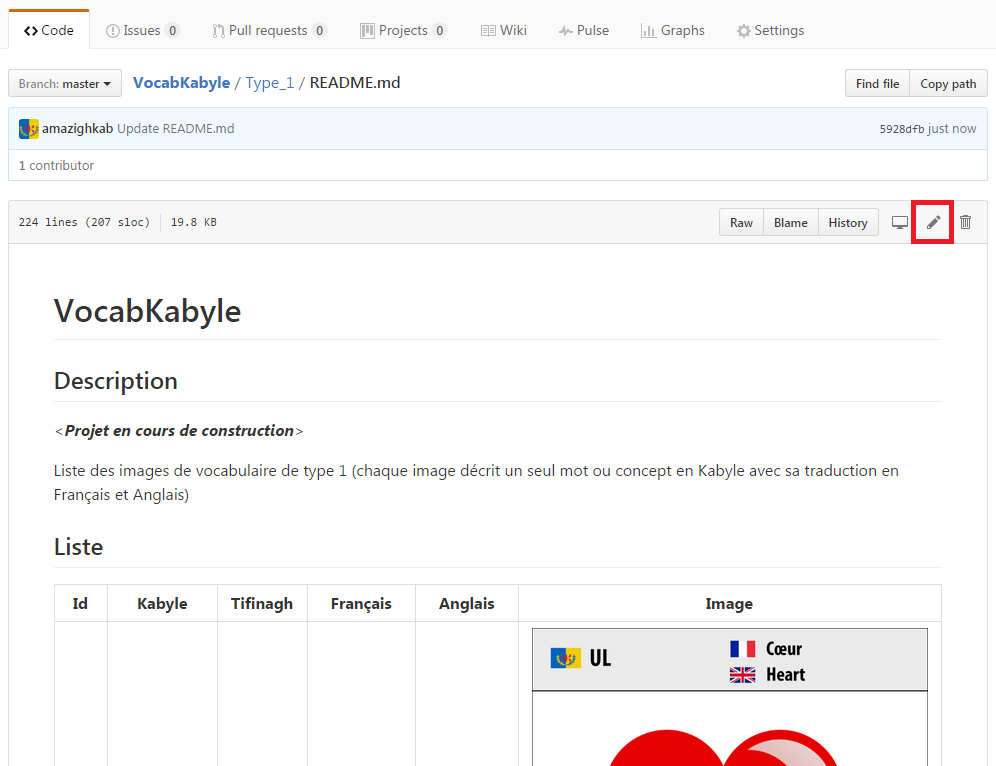 Code Issues 0 Pull requests 0 Projects 0 Wiki Pulse Graphs Settings
Branch: master VocabKabyle / Type_1 / README.md Find file Copy path
amazighkab Update README.md 5928dfb just now
1 contributor
224 lines (207 sloc) 19.8 KB Raw Blame History
VocabKabyle
Description
<Projet en cours de construction>
Liste des images de vocabulaire de type 1 (chaque image décrit un seul mot ou concept en Kabyle avec sa traduction en
Français et Anglais)
Liste
Id Kabyle Tifinagh Français Anglais Image
UL Cœur
Heart